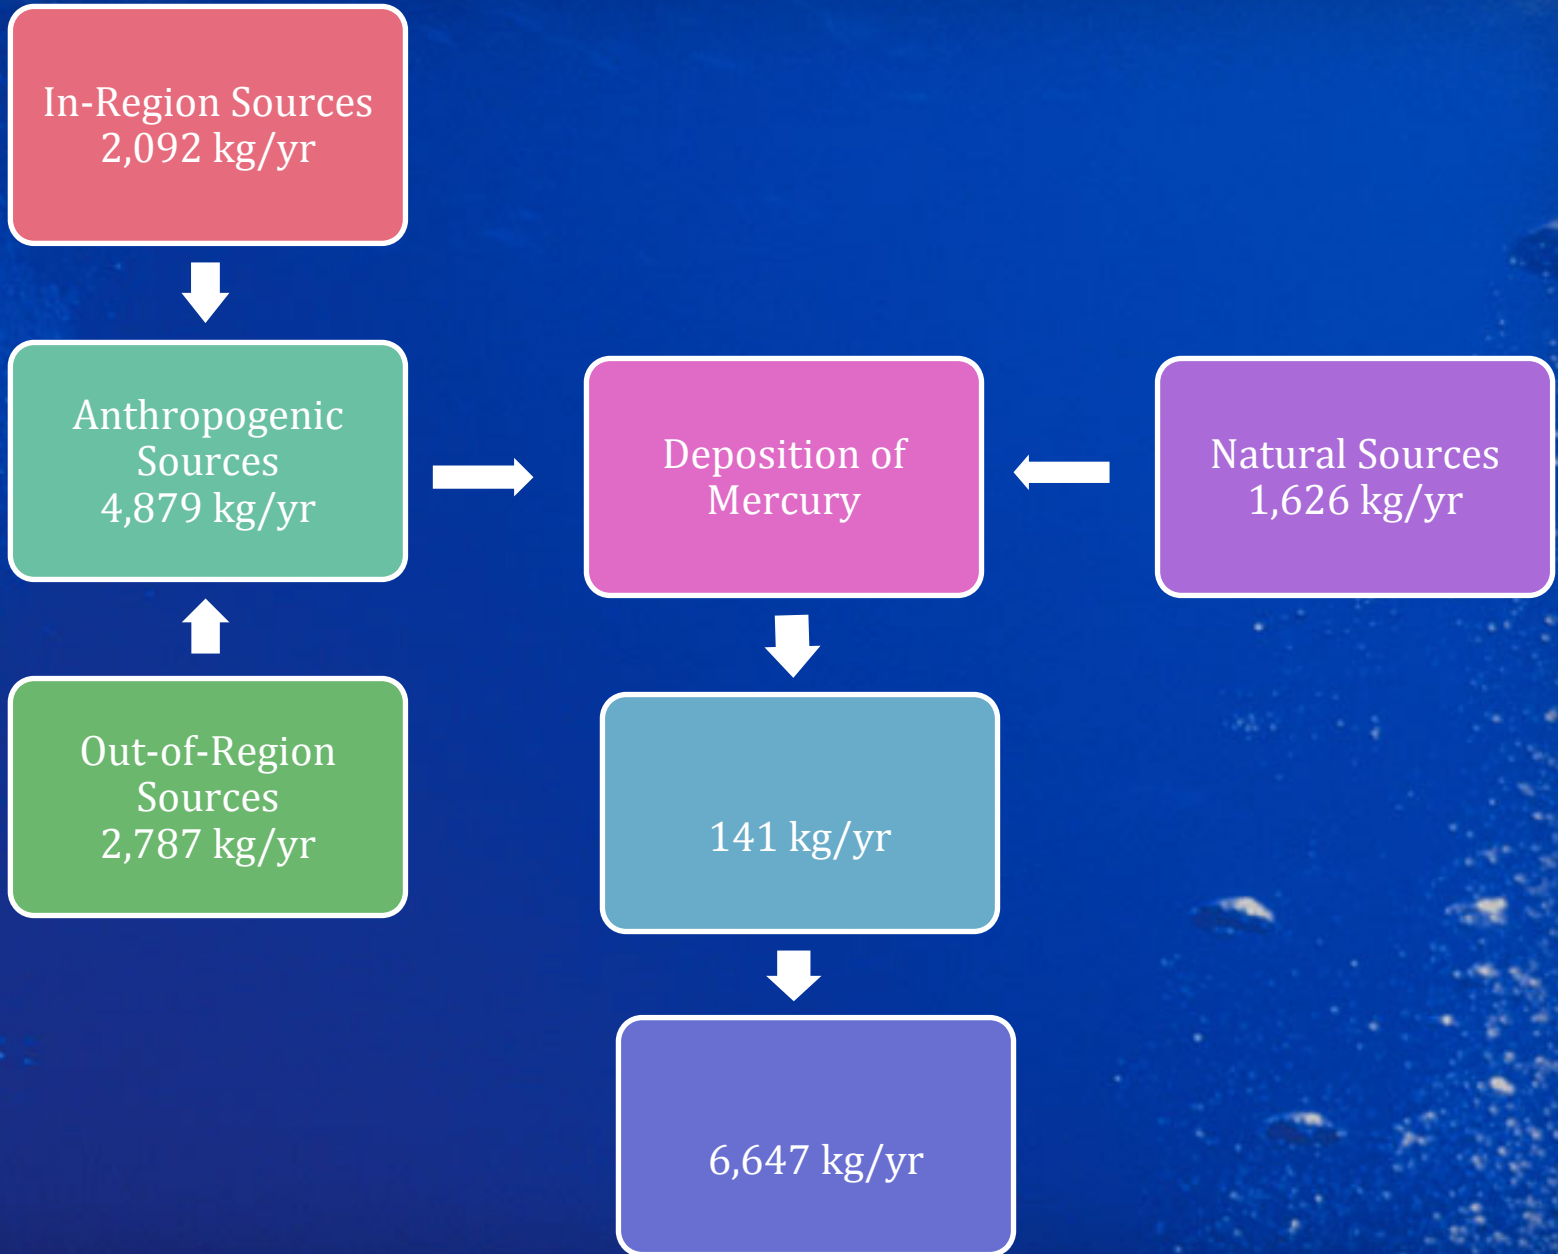 In-Region Sources
2,092 kg/yr
Anthropogenic
Sources
4,879 kg/yr
Out-of-Region
Sources
2,787 kg/yr
Deposition of
Mercury
141 kg/yr
6,647 kg/yr
Natural Sources
1,626 kg/yr